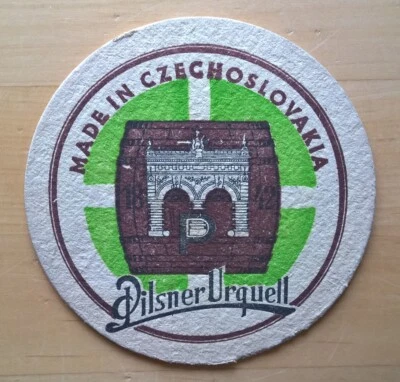 MADE IN CZECHOSLOVAKIA
18 42
P
Pilsner Urquell